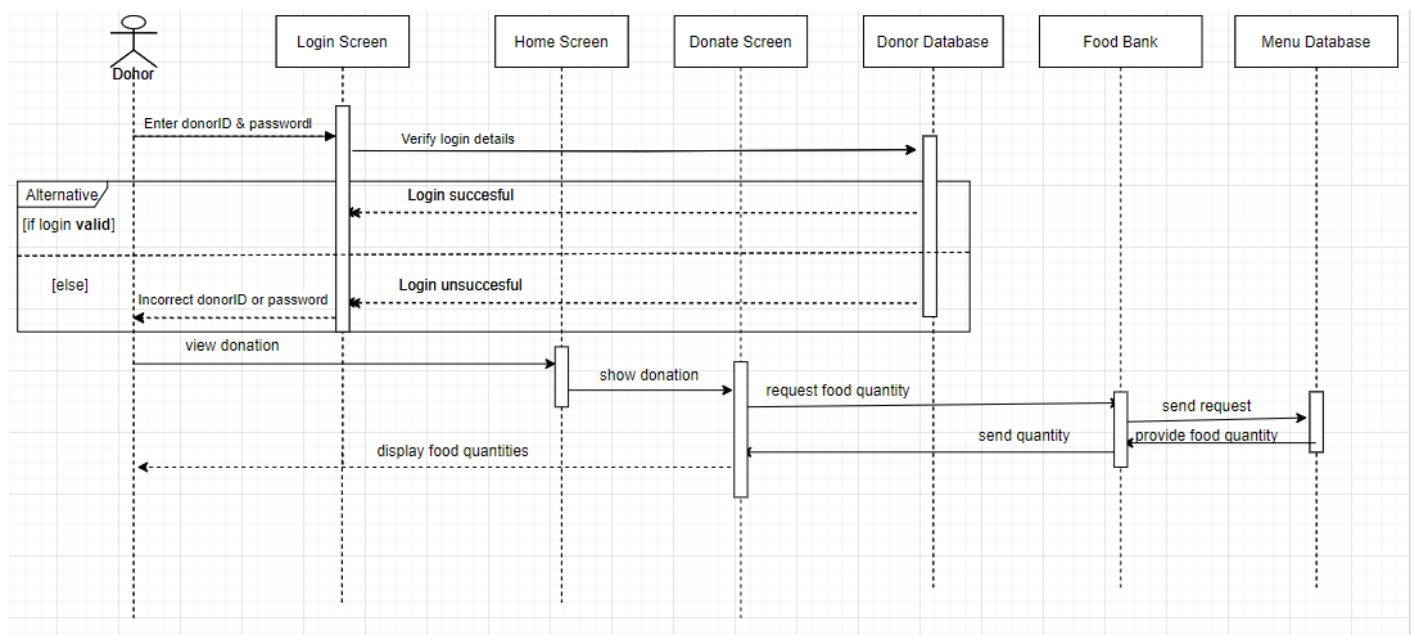 Login Screen
Home Screen
Donate Screen
Donor Database
Food Bank
Menu Database
Donor
Enter donorID & password
Verify login details
Alternative
Login succesful
[if login valid]
[else]
Login unsuccesful
Incorrect donorID or password
view donation
show donation
request food quantity
send request
send quantity
provide food quantity
display food quantities